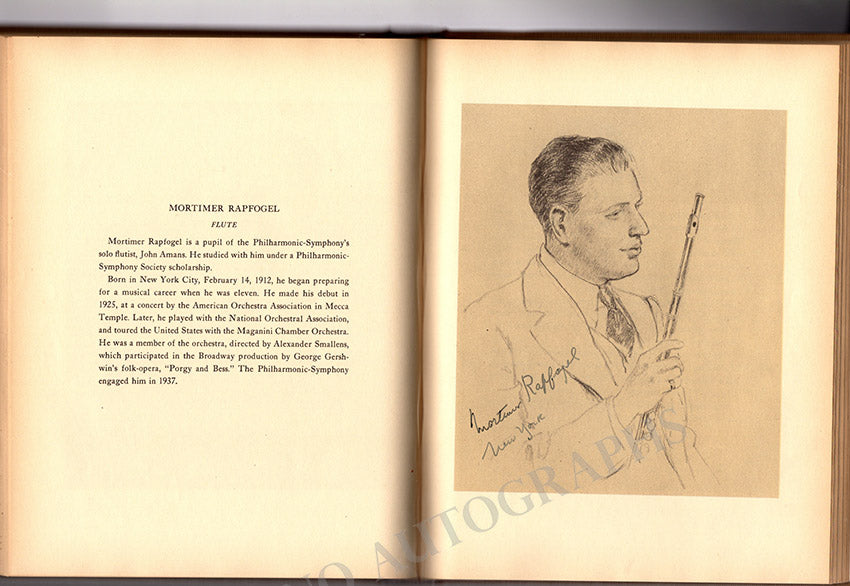 MORTIMER RAPFOGEL
FLUTE
Mortimer Rapfogel is a pupil of the Philharmonic-Symphony's
solo flutist, John Amans. He studied with him under a Philharmonic-
Symphony Society scholarship.
Born in New York City, February 14, 1912, he began preparing
for a musical career when he was eleven. He made his debut in
1925, at a concert by the American Orchestra Association in Mecca
Temple. Later, he played with the National Orchestral Association,
and toured the United States with the Maganini Chamber Orchestra.
He was a member of the orchestra, directed by Alexander Smallens,
which participated in the Broadway production by George Gersh-
win's folk-opera, "Porgy and Bess." The Philharmonic-Symphony
engaged him in 1937.
Mortimer Rapfogel
New York
NO AUTOGRAPHS